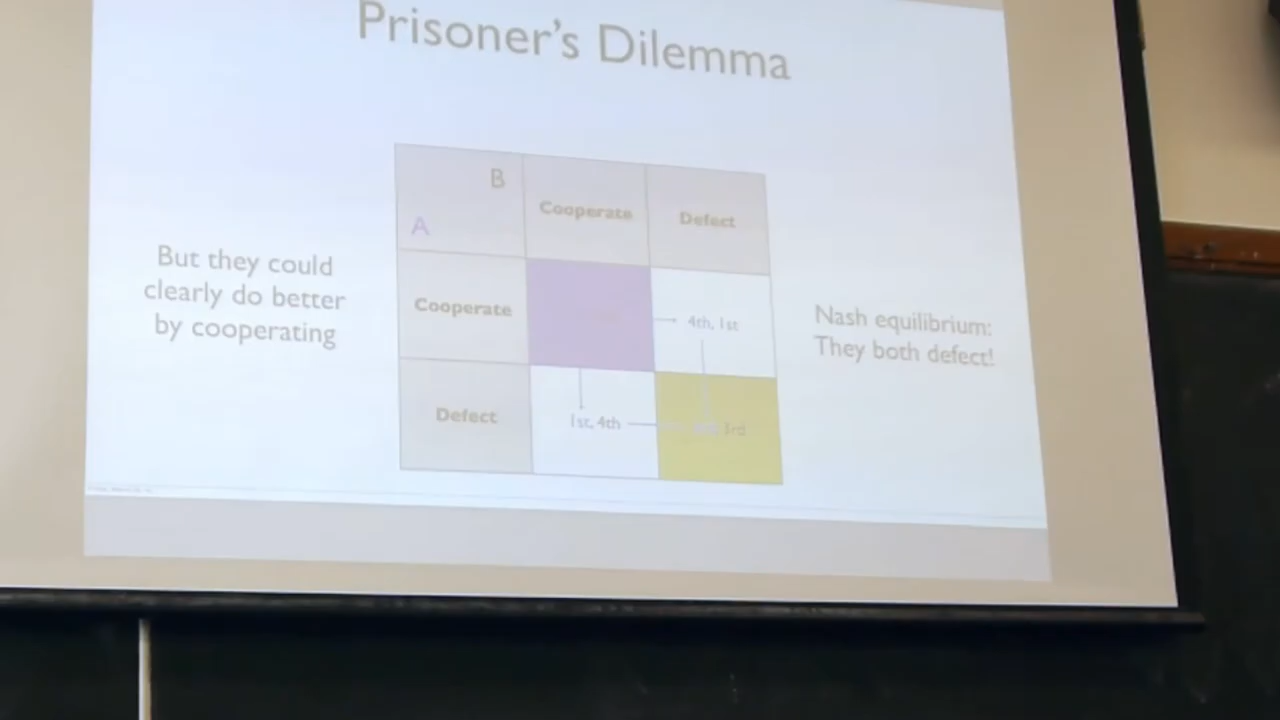 Prisoner's Dilemma
B
A
Cooperate
Defect
But they could
clearly do better
by cooperating
Cooperate
4th, 1st
Nash equilibrium:
They both defect!
Defect
1st, 4th
3rd